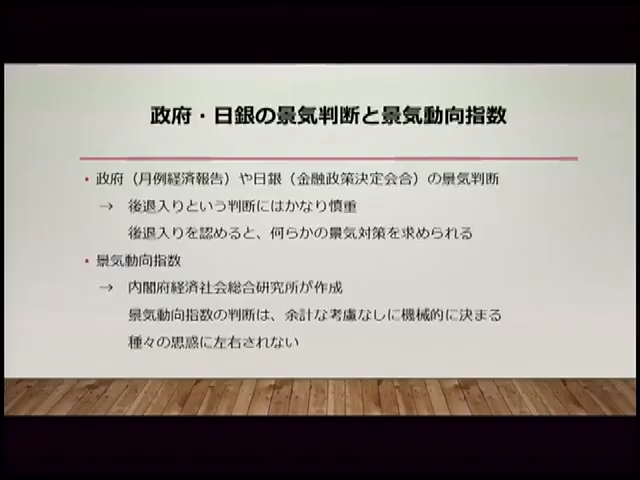 政府・日銀の景気判断と景気動向指数
・政府（月例経済報告）や日銀（金融政策決定会合）の景気判断
→ 後退入りという判断にはかなり慎重
後退入りを認めると、何らかの景気対策を求められる
・景気動向指数
→ 内閣府経済社会総合研究所が作成
景気動向指数の判断は、余計な考慮なしに機械的に決まる
種々の思惑に左右されない